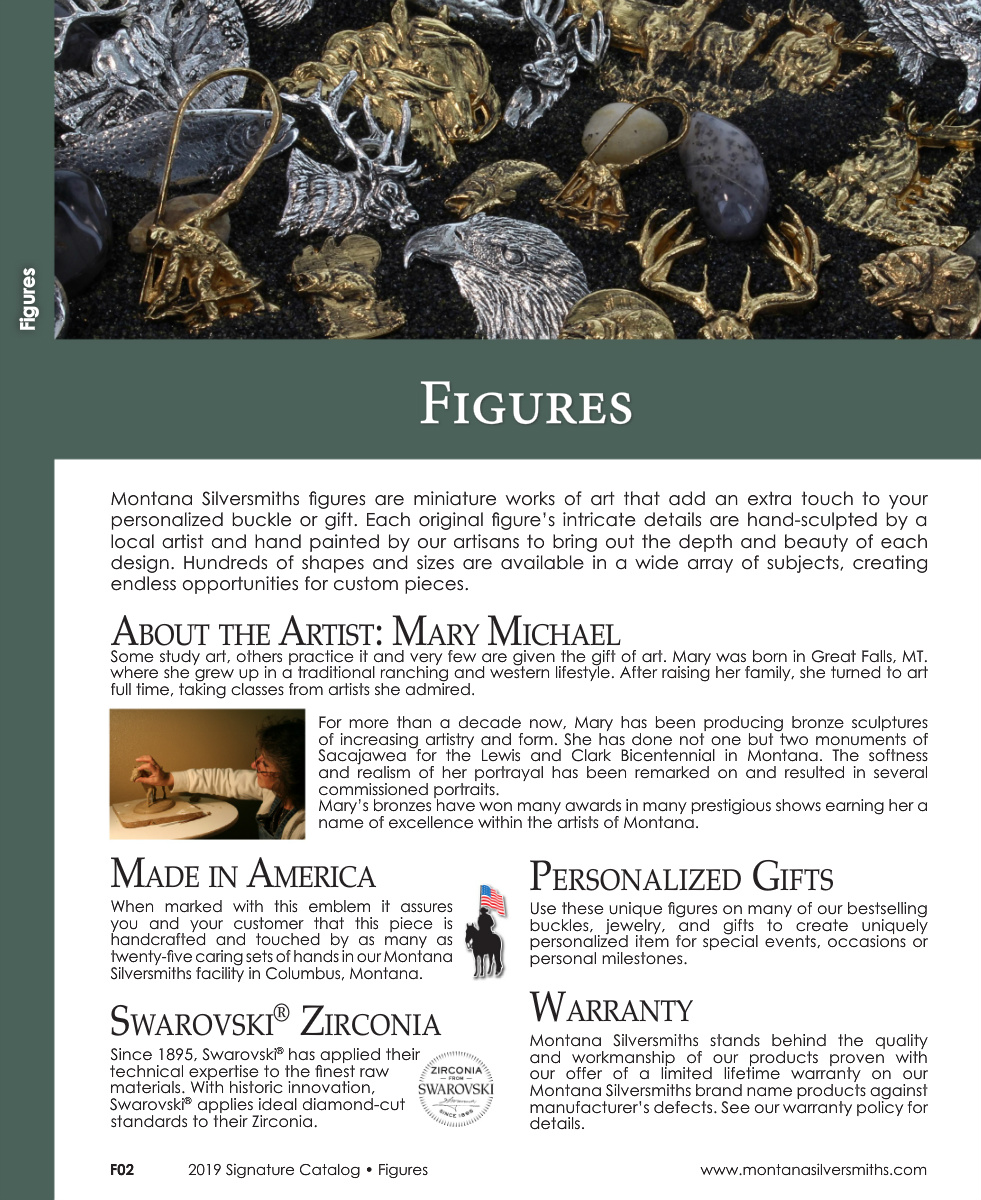 Figures
Figures
Montana Silversmiths figures are miniature works of art that add an extra touch to your
personalized buckle or gift. Each original figure's intricate details are hand-sculpted by a
local artist and hand painted by our artisans to bring out the depth and beauty of each
design. Hundreds of shapes and sizes are available in a wide array of subjects, creating
endless opportunities for custom pieces.
About the Artist: Mary Michael
Some study art, others practice it and very few are given the gift of art. Mary was born in Great Falls, MT.
where she grew up in a traditional ranching and western lifestyle. After raising her family, she turned to art
full time, taking classes from artists she admired.
For more than a decade now, Mary has been producing bronze sculptures
of increasing artistry and form. She has done not one but two monuments of
Sacajawea for the Lewis and Clark Bicentennial in Montana. The softness
and realism of her portrayal has been remarked on and resulted in several
commissioned portraits.
Mary's bronzes have won many awards in many prestigious shows earning her a
name of excellence within the artists of Montana.
Made in America
When marked with this emblem it assures
you and your customer that this piece is
handcrafted and touched by as many as
twenty-five caring sets of hands in our Montana
Silversmiths facility in Columbus, Montana.
Swarovski® Zirconia
Since 1895, Swarovski® has applied their
technical expertise to the finest raw
materials. With historic innovation,
Swarovski® applies ideal diamond-cut
standards to their Zirconia.
ZIRCONIA
FROM
SWAROVSKI
SINCE 1895
Personalized Gifts
Use these unique figures on many of our bestselling
buckles, jewelry, and gifts to create uniquely
personalized item for special events, occasions or
personal milestones.
Warranty
Montana Silversmiths stands behind the quality
and workmanship of our products proven with
our offer of a limited lifetime warranty on our
Montana Silversmiths brand name products against
manufacturer's defects. See our warranty policy for
details.
F02 2019 Signature Catalog • Figures www.montanasilversmiths.com